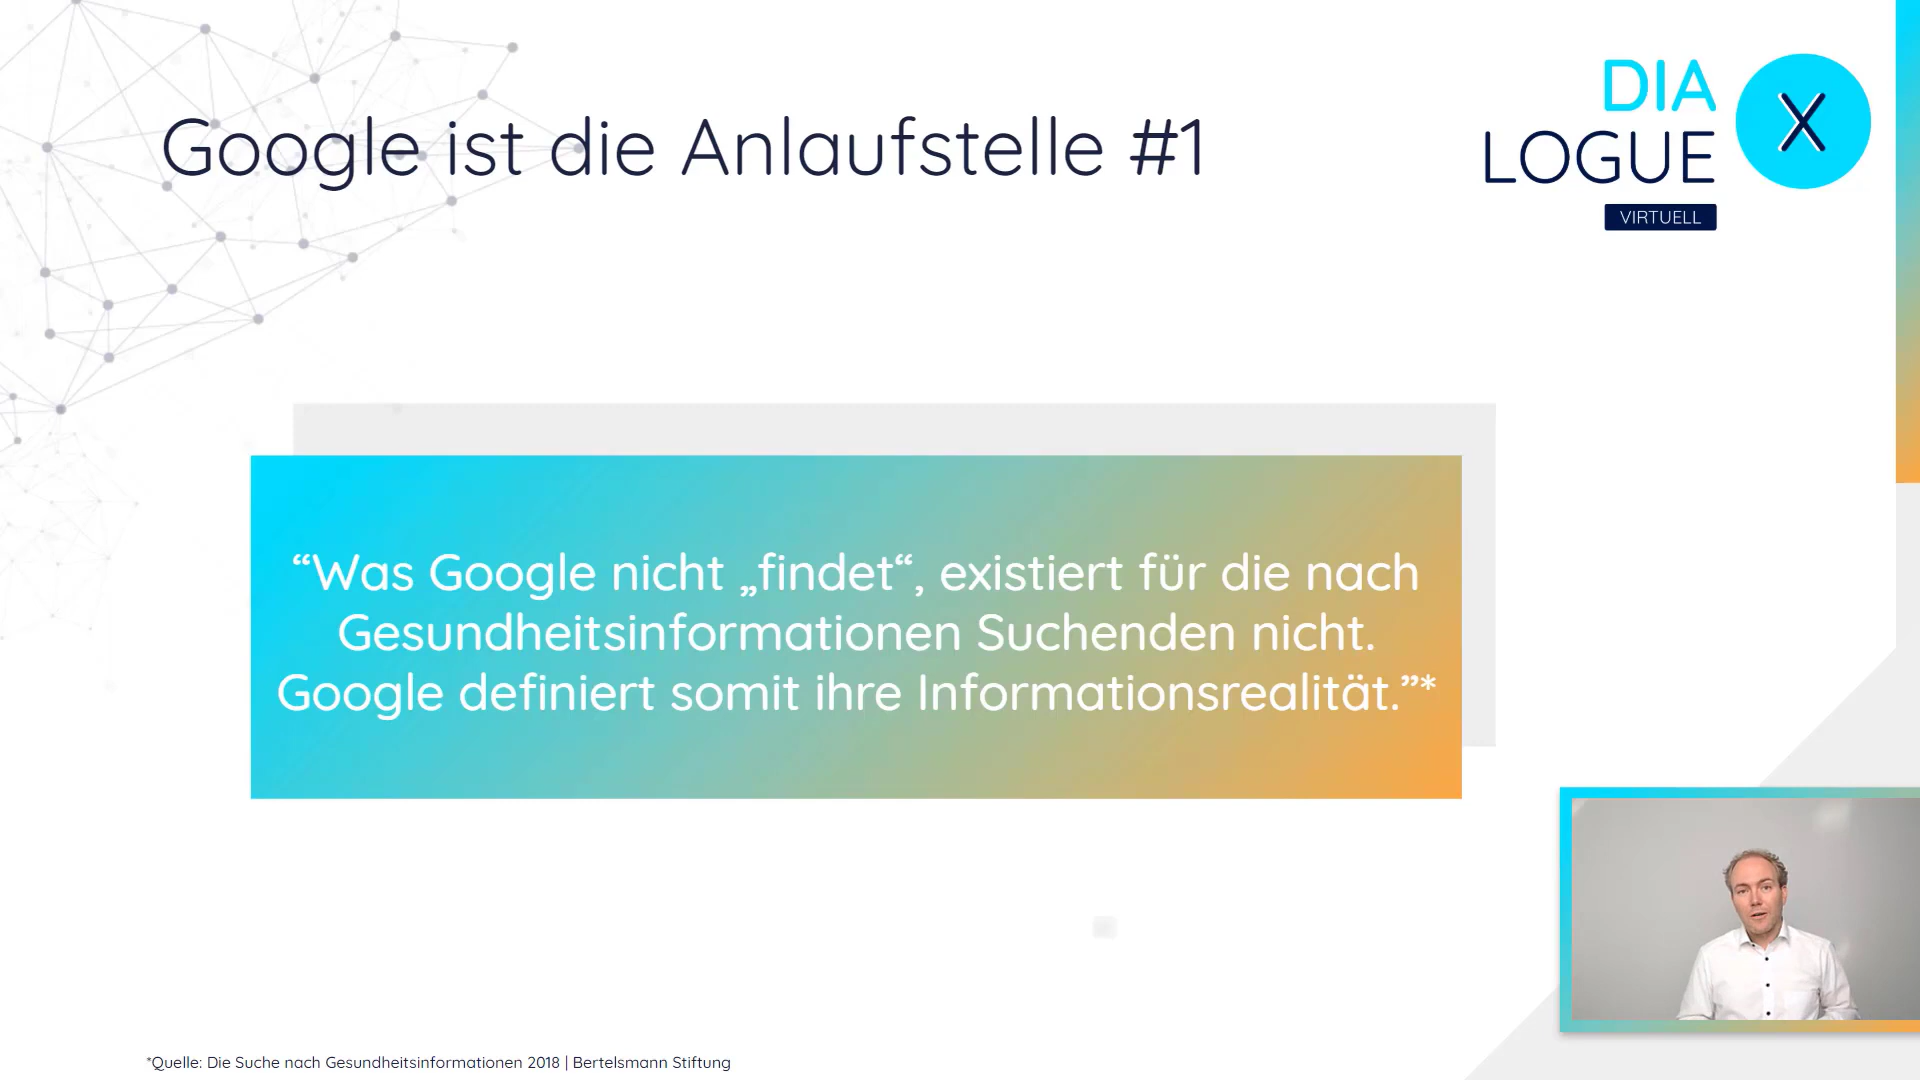 Google ist die Anlaufstelle #1
DIA
LOGUE
X
VIRTUELL
“Was Google nicht „findet“, existiert für die nach
Gesundheitsinformationen Suchenden nicht.
Google definiert somit ihre Informationsrealität.”*
*Quelle: Die Suche nach Gesundheitsinformationen 2018 | Bertelsmann Stiftung